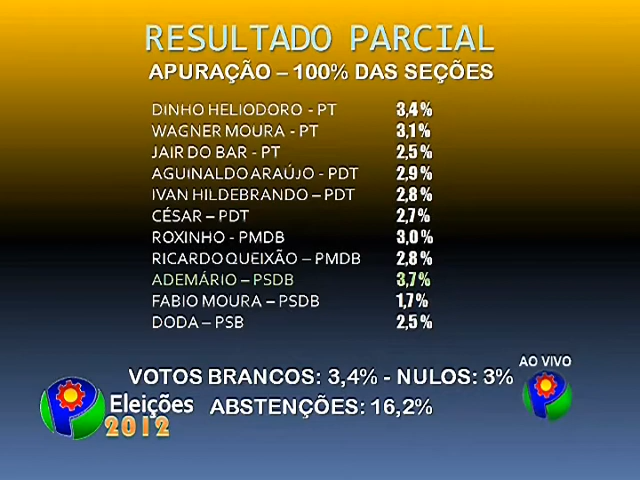 RESULTADO PARCIAL
APURAÇÃO – 100% DAS SEÇÕES
DINHO HELIODORO - PT 3,4%
WAGNER MOURA - PT 3,1%
JAIR DO BAR - PT 2,5%
AGUINALDO ARAÚJO - PDT 2,9%
IVAN HILDEBRANDO – PDT 2,8%
CÉSAR – PDT 2,7%
ROXINHO - PMDB 3,0%
RICARDO QUEIXÃO – PMDB 2,8%
ADEMÁRIO – PSDB 3,7%
FABIO MOURA – PSDB 1,7%
DODA – PSB 2,5%
VOTOS BRANCOS: 3,4% - NULOS: 3%
ABSTENÇÕES: 16,2%
AO VIVO
Eleições
2012